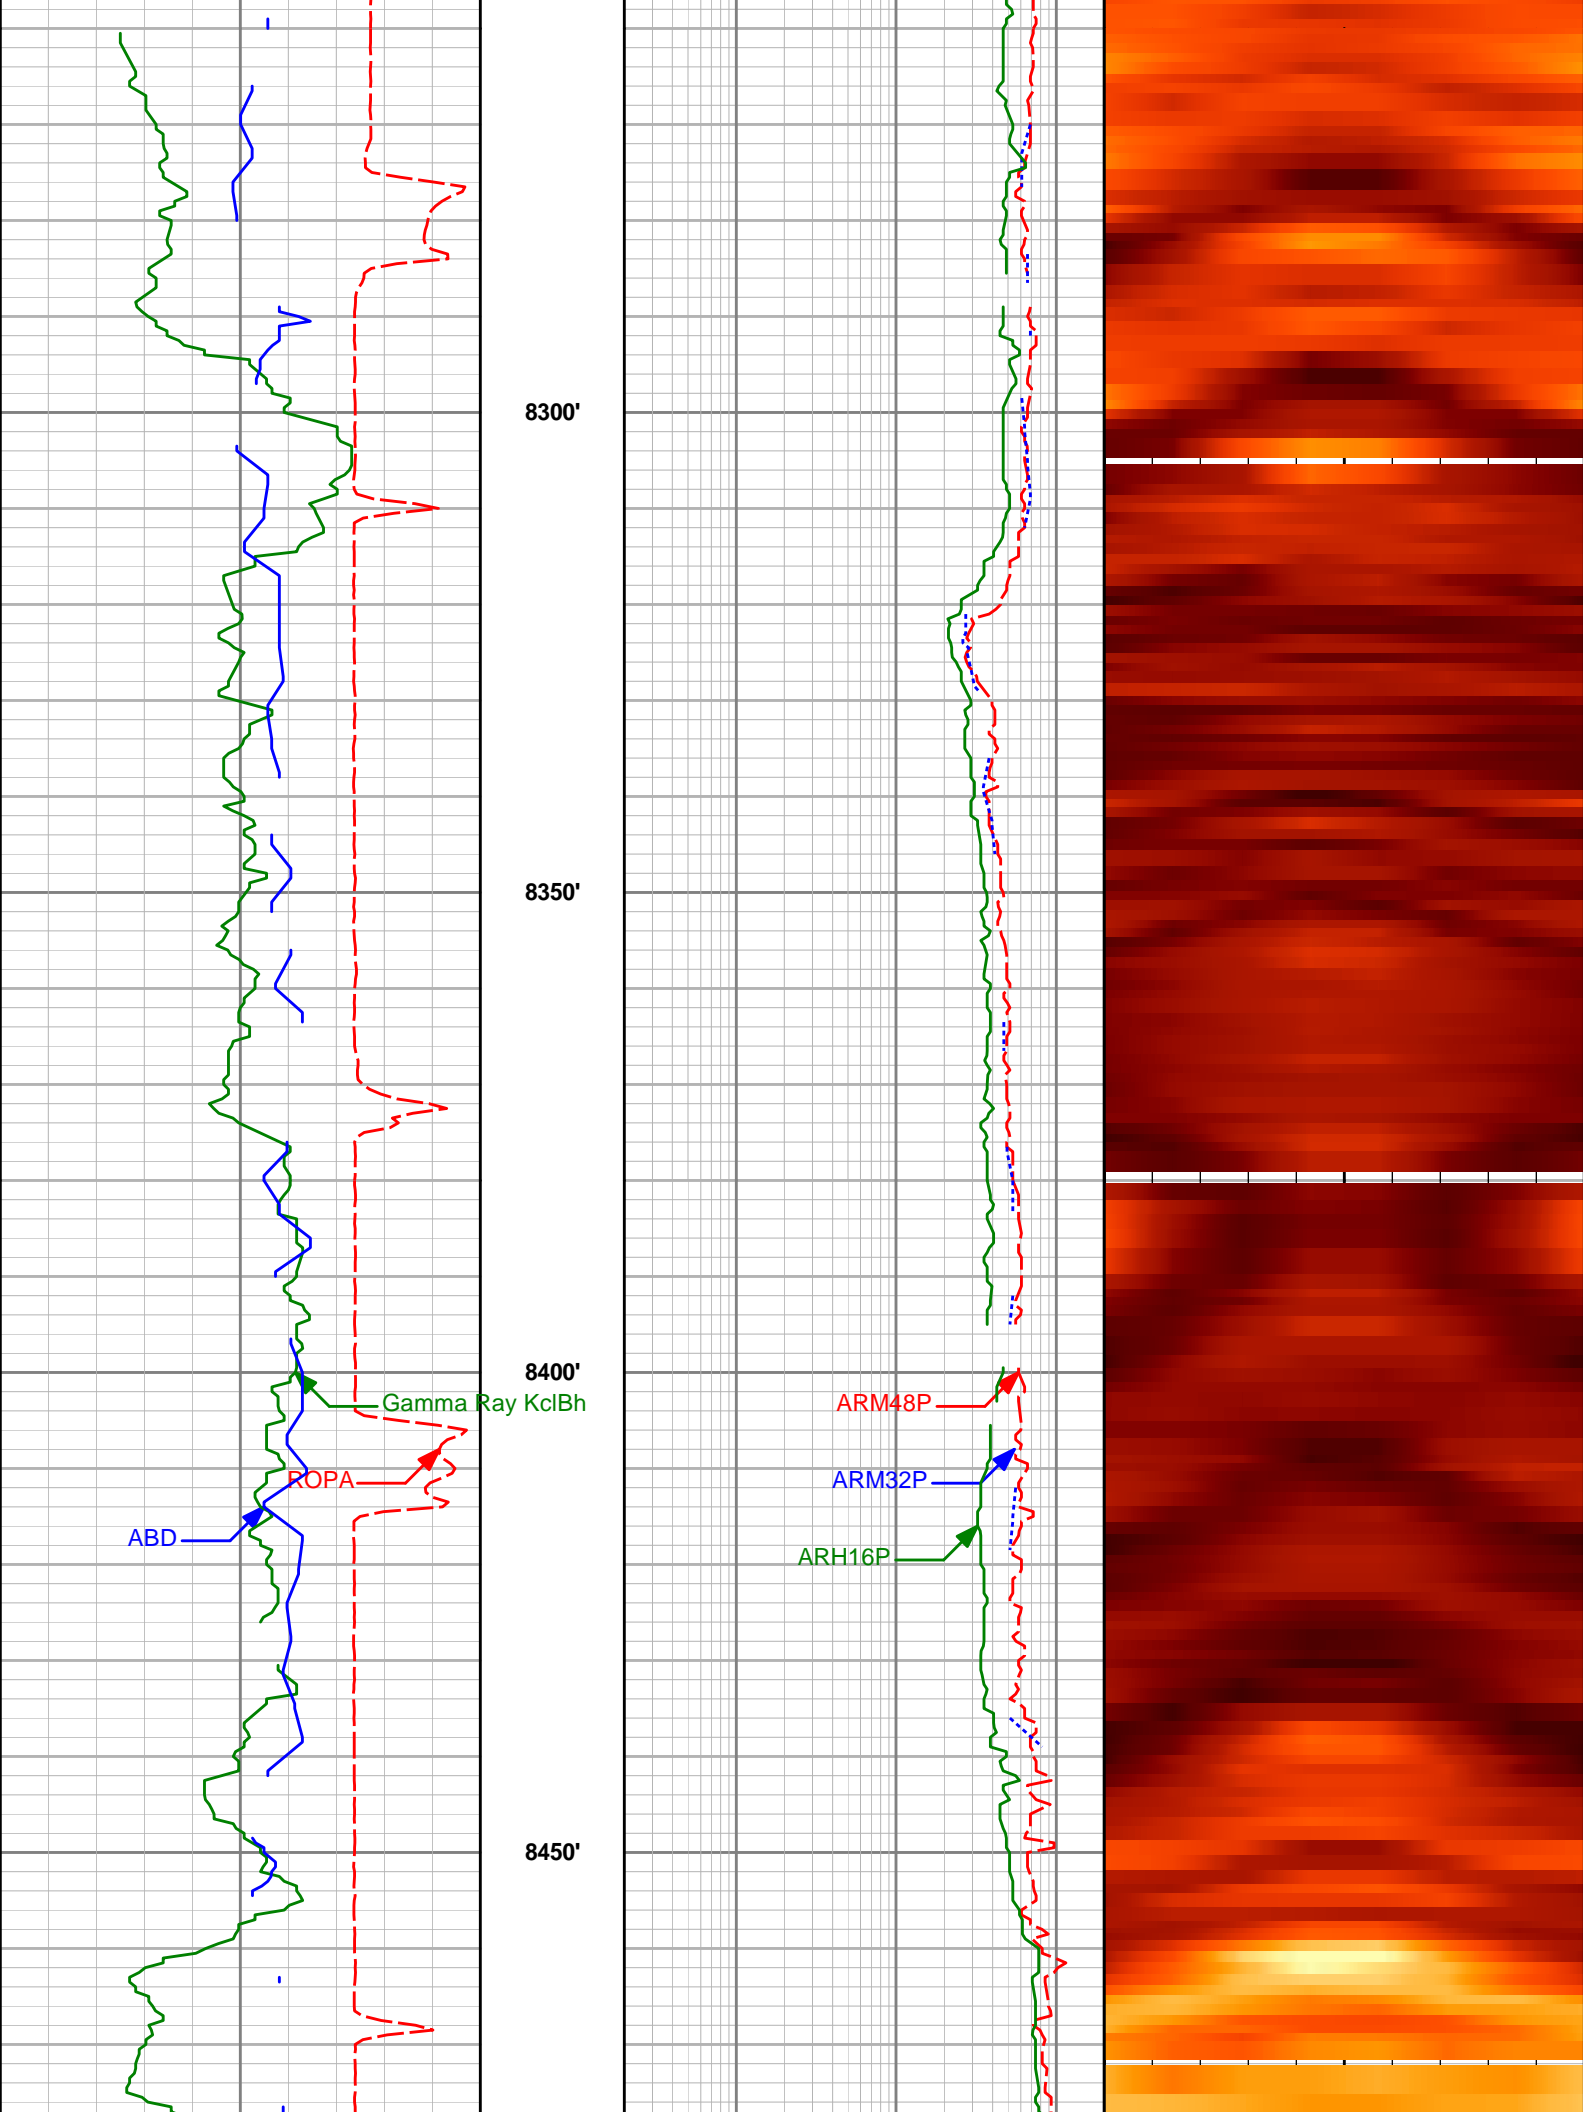 8300'
8350'
8400'
Gamma Ray KclBh
ARM48P
ROPA
ARM32P
ABD
ARH16P
8450'